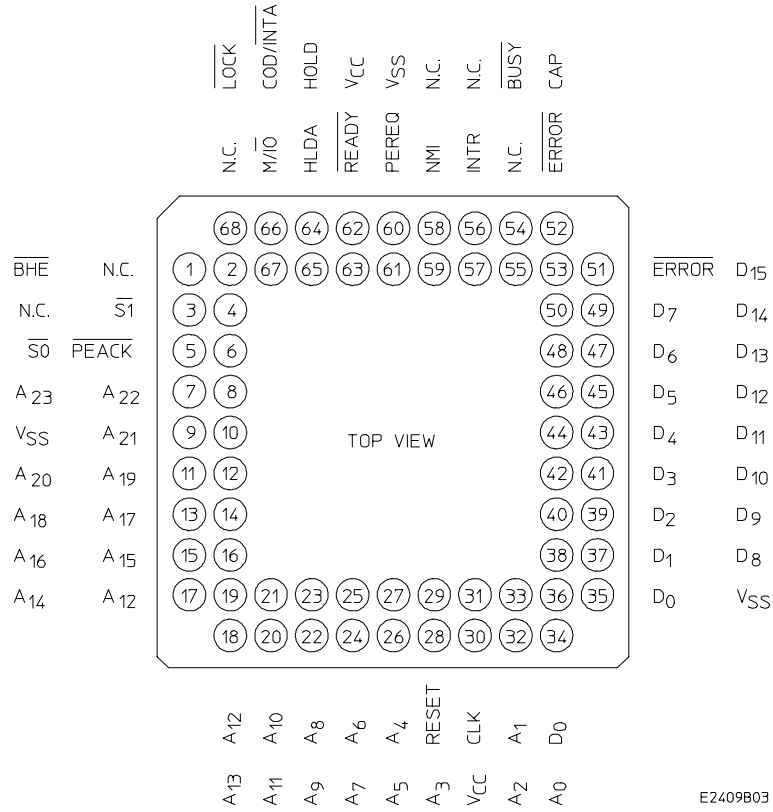 LOCK COD/INTA HOLD VCC VSS N.C. N.C. BUSY CAP
N.C. M/IO HLDA READY PEREQ NMI INTR N.C. ERROR
68 66 64 62 60 58 56 54 52
BHE N.C. 1 2 67 65 63 61 59 57 55 53 51 ERROR D15
N.C. S1 3 4 50 49 D7 D14
S0 PEACK 5 6 48 47 D6 D13
A23 A22 7 8 46 45 D5 D12
VSS A21 9 10 TOP VIEW 44 43 D4 D11
A20 A19 11 12 42 41 D3 D10
A18 A17 13 14 40 39 D2 D9
A16 A15 15 16 38 37 D1 D8
A14 A12 17 19 21 23 25 27 29 31 33 36 35 D0 VSS
18 20 22 24 26 28 30 32 34
A12 A10 A8 A6 A4 RESET CLK A1 D0
A13 A11 A9 A7 A5 A3 VCC A2 A0
E2409B03